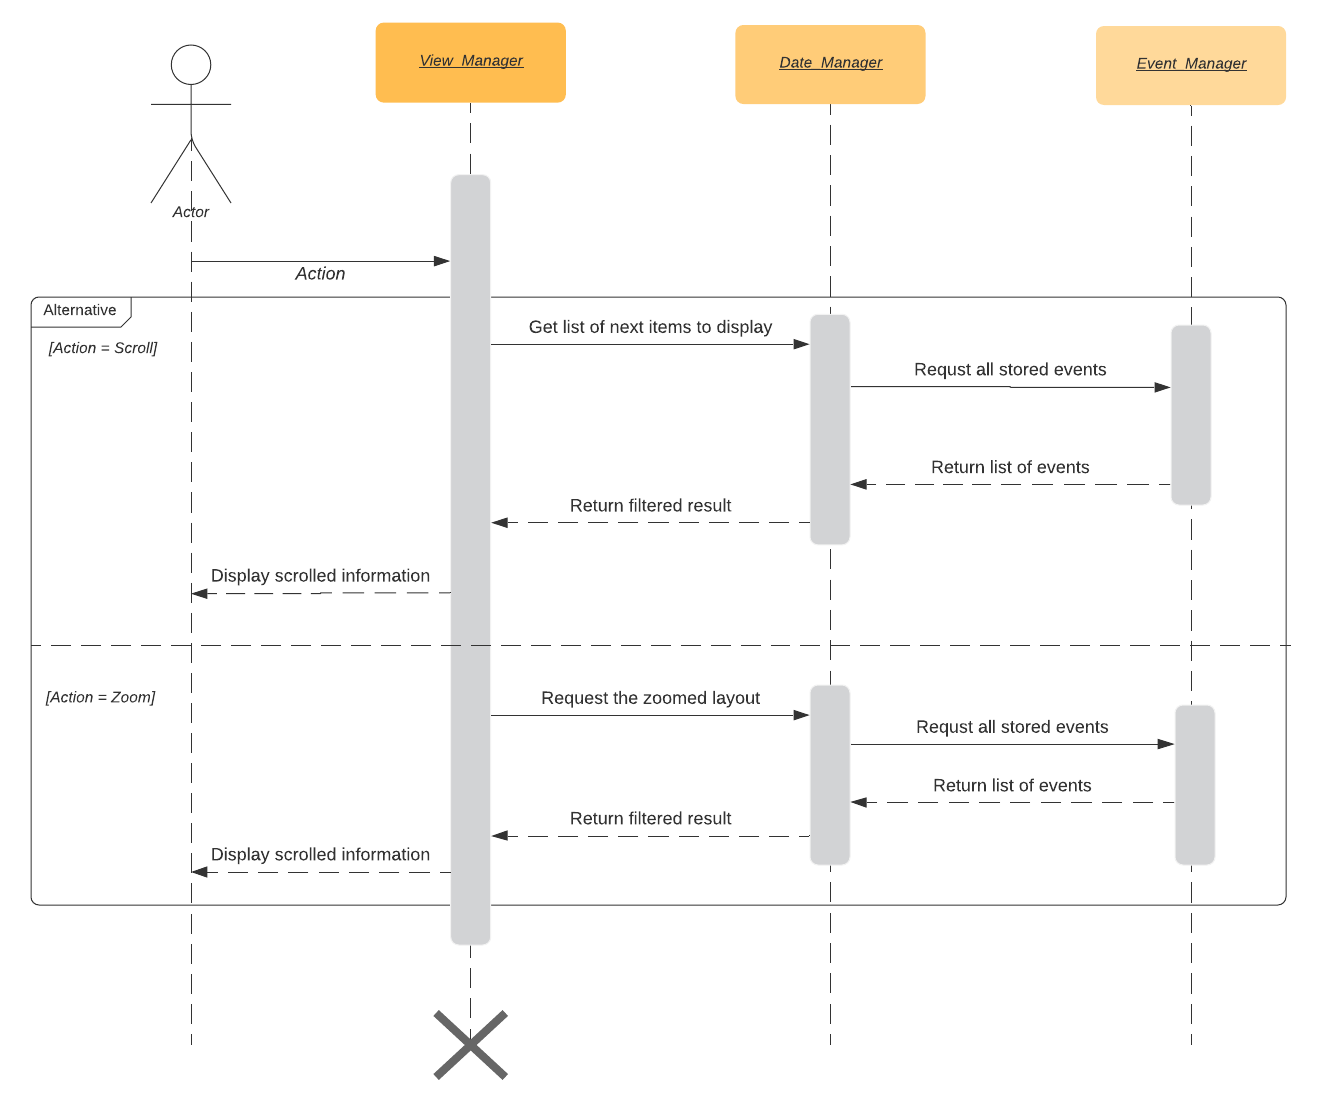 View_Manager
Date_Manager
Event_Manager
Actor
Action
Alternative
[Action = Scroll]
Get list of next items to display
Requst all stored events
Return list of events
Return filtered result
Display scrolled information
[Action = Zoom]
Request the zoomed layout
Requst all stored events
Return list of events
Return filtered result
Display scrolled information